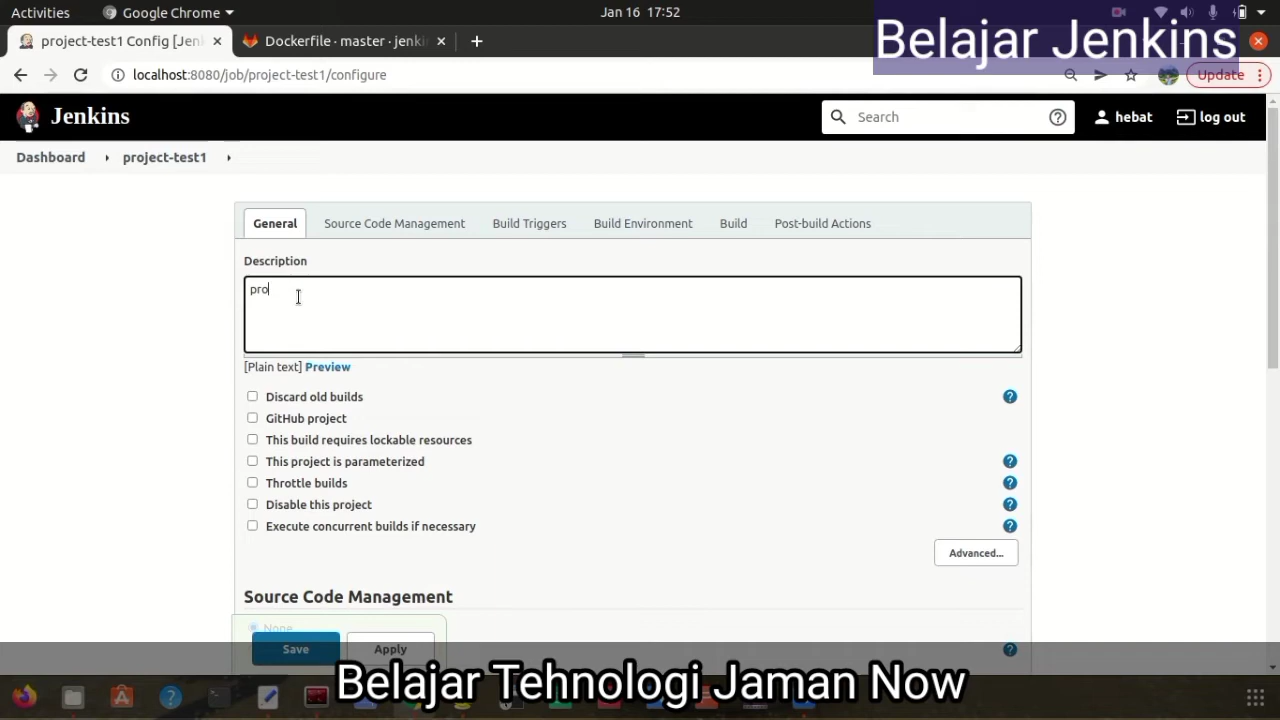 Activities
Google Chrome
Jan 16 17:52
project-test1 Config [Jen
Dockerfile · master · jenki
Belajar Jenkins
localhost:8080/job/project-test1/configure
Update
Jenkins
Search
hebat
log out
Dashboard
project-test1
General
Source Code Management
Build Triggers
Build Environment
Build
Post-build Actions
Description
pro
[Plain text] Preview
Discard old builds
GitHub project
This build requires lockable resources
This project is parameterized
Throttle builds
Disable this project
Execute concurrent builds if necessary
Advanced...
Source Code Management
None
Save
Apply
Belajar Tehnologi Jaman Now